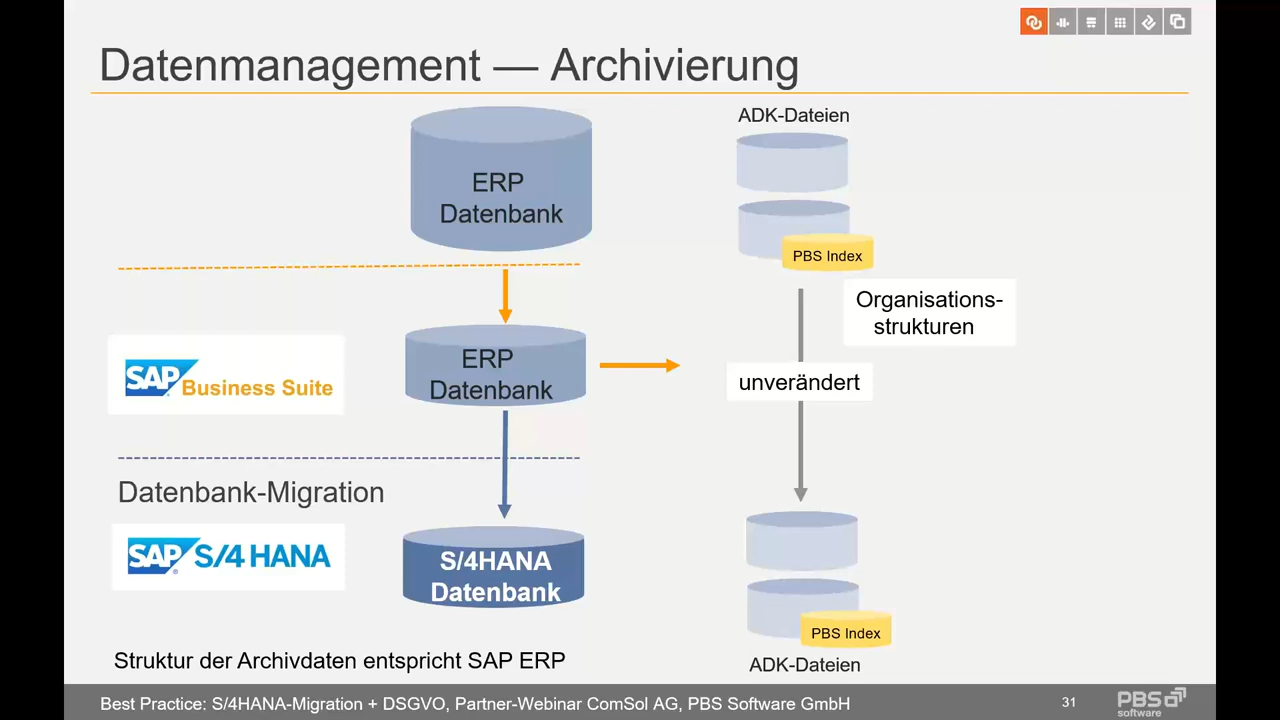 Datenmanagement — Archivierung
ERP
Datenbank
ADK-Dateien
PBS Index
Organisations-
strukturen
SAP Business Suite
ERP
Datenbank
unverändert
Datenbank-Migration
SAP S/4 HANA
S/4HANA
Datenbank
PBS Index
ADK-Dateien
Struktur der Archivdaten entspricht SAP ERP
Best Practice: S/4HANA-Migration + DSGVO, Partner-Webinar ComSol AG, PBS Software GmbH
31
PBS
software